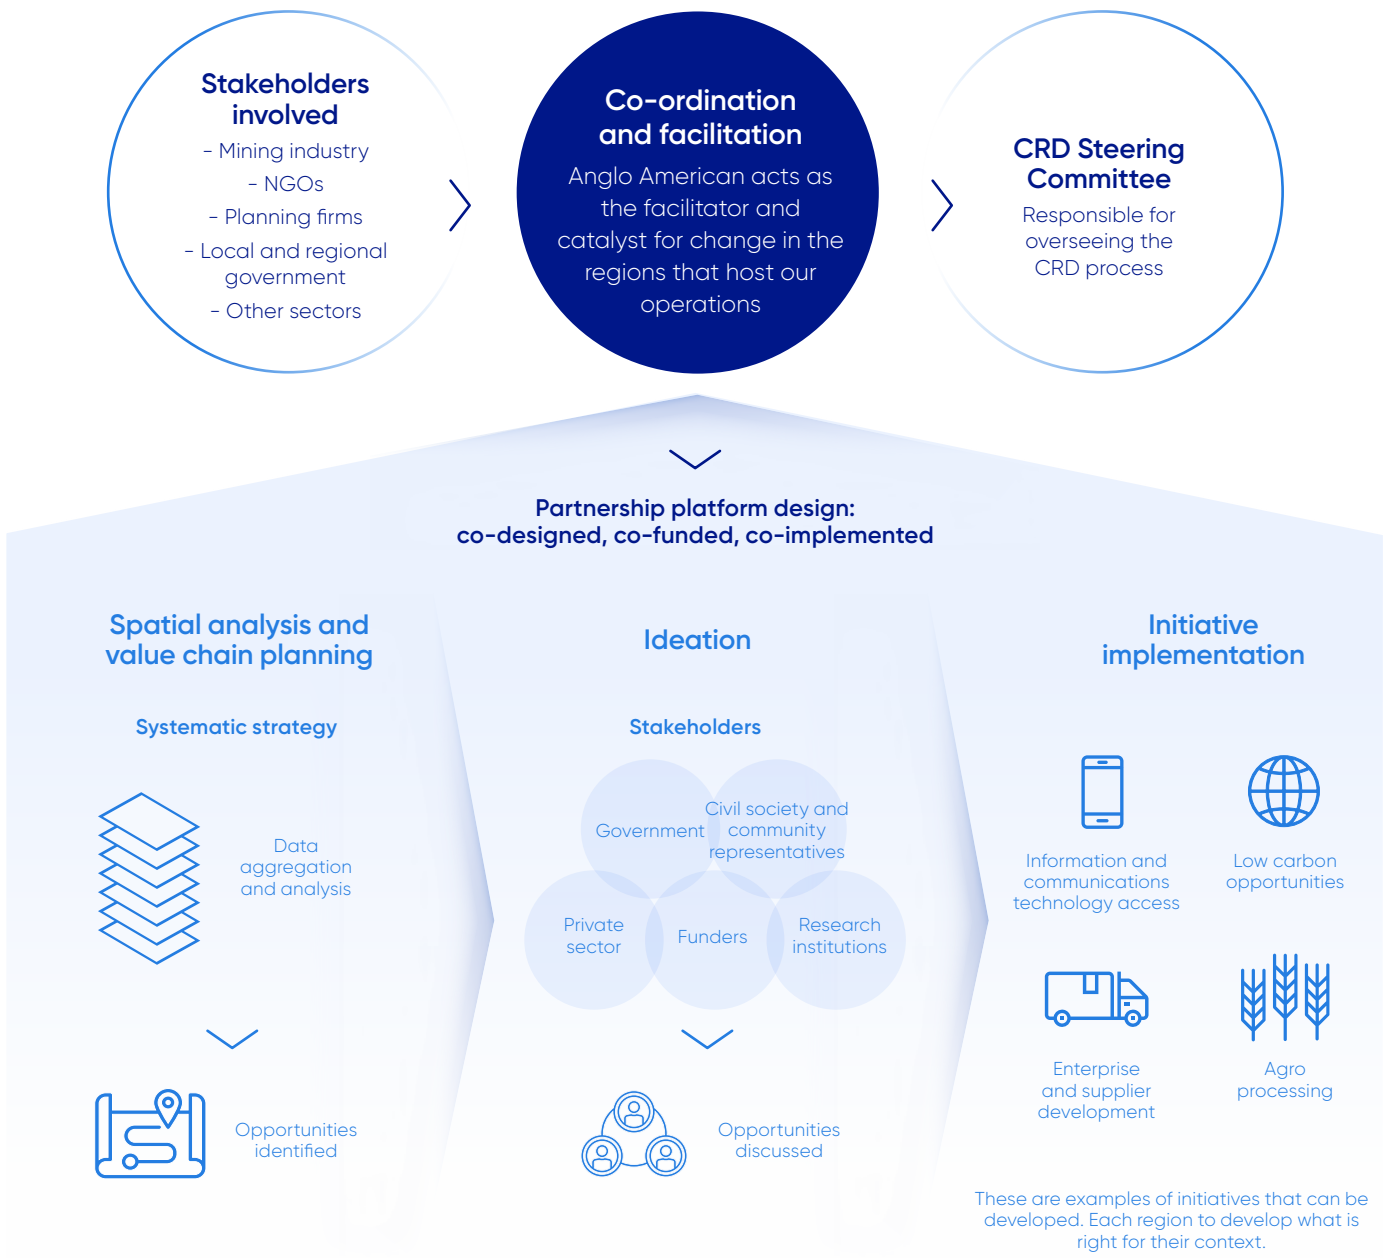 Stakeholders
involved
- Mining industry
- NGOs
- Planning firms
- Local and regional
government
- Other sectors
Co-ordination
and facilitation
Anglo American acts as
the facilitator and
catalyst for change in the
regions that host our
operations
CRD Steering
Committee
Responsible for
overseeing the
CRD process
Partnership platform design:
co-designed, co-funded, co-implemented
Spatial analysis and
value chain planning
Systematic strategy
Data
aggregation
and analysis
Opportunities
identified
Ideation
Stakeholders
Government
Civil society and
community
representatives
Private
sector
Funders
Research
institutions
Opportunities
discussed
Initiative
implementation
Information and
communications
technology access
Low carbon
opportunities
Enterprise
and supplier
development
Agro
processing
These are examples of initiatives that can be
developed. Each region to develop what is
right for their context.